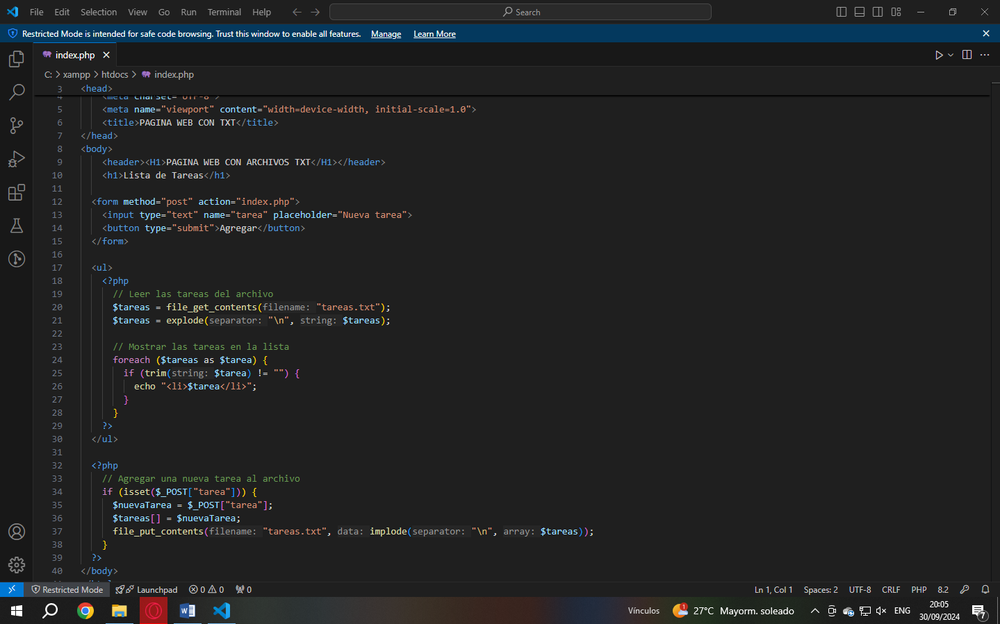 File Edit Selection View Go Run Terminal Help Search
Restricted Mode is intended for safe code browsing. Trust this window to enable all features. Manage Learn More
index.php
C: > xampp > htdocs > index.php
3 <head>
4 <meta charset="UTF-8">
5 <meta name="viewport" content="width=device-width, initial-scale=1.0">
6 <title>PAGINA WEB CON TXT</title>
7 </head>
8 <body>
9 <header><H1>PAGINA WEB CON ARCHIVOS TXT</H1></header>
10 <h1>Lista de Tareas</h1>
11
12 <form method="post" action="index.php">
13 <input type="text" name="tarea" placeholder="Nueva tarea">
14 <button type="submit">Agregar</button>
15 </form>
16
17 <ul>
18 <?php
19 // Leer las tareas del archivo
20 $tareas = file_get_contents(filename: "tareas.txt");
21 $tareas = explode(separator: "\n", string: $tareas);
22
23 // Mostrar las tareas en la lista
24 foreach ($tareas as $tarea) {
25 if (trim(string: $tarea) != "") {
26 echo "<li>$tarea</li>";
27 }
28 }
29 ?>
30 </ul>
31
32 <?php
33 // Agregar una nueva tarea al archivo
34 if (isset($_POST["tarea"])) {
35 $nuevaTarea = $_POST["tarea"];
36 $tareas[] = $nuevaTarea;
37 file_put_contents(filename: "tareas.txt", data: implode(separator: "\n", array: $tareas));
38 }
39 ?>
40 </body>
Restricted Mode Launchpad 0 0 0 Ln 1, Col 1 Spaces: 2 UTF-8 CRLF PHP 8.2
Vínculos 1 27°C Mayorm. soleado ENG 20:05
30/09/2024 7